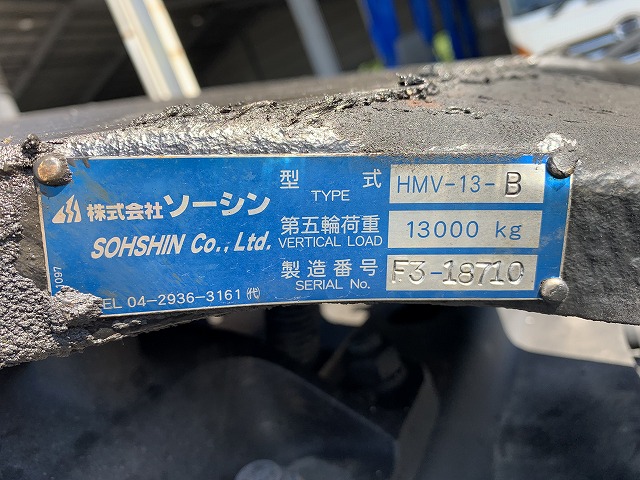 株式会社ソーシン
SOHSHIN Co., Ltd.
TEL 04-2936-3161 (代)
型 式 HMV-13-B
TYPE
第五輪荷重 13000 kg
VERTICAL LOAD
製造番号 F3-18710
SERIAL No.